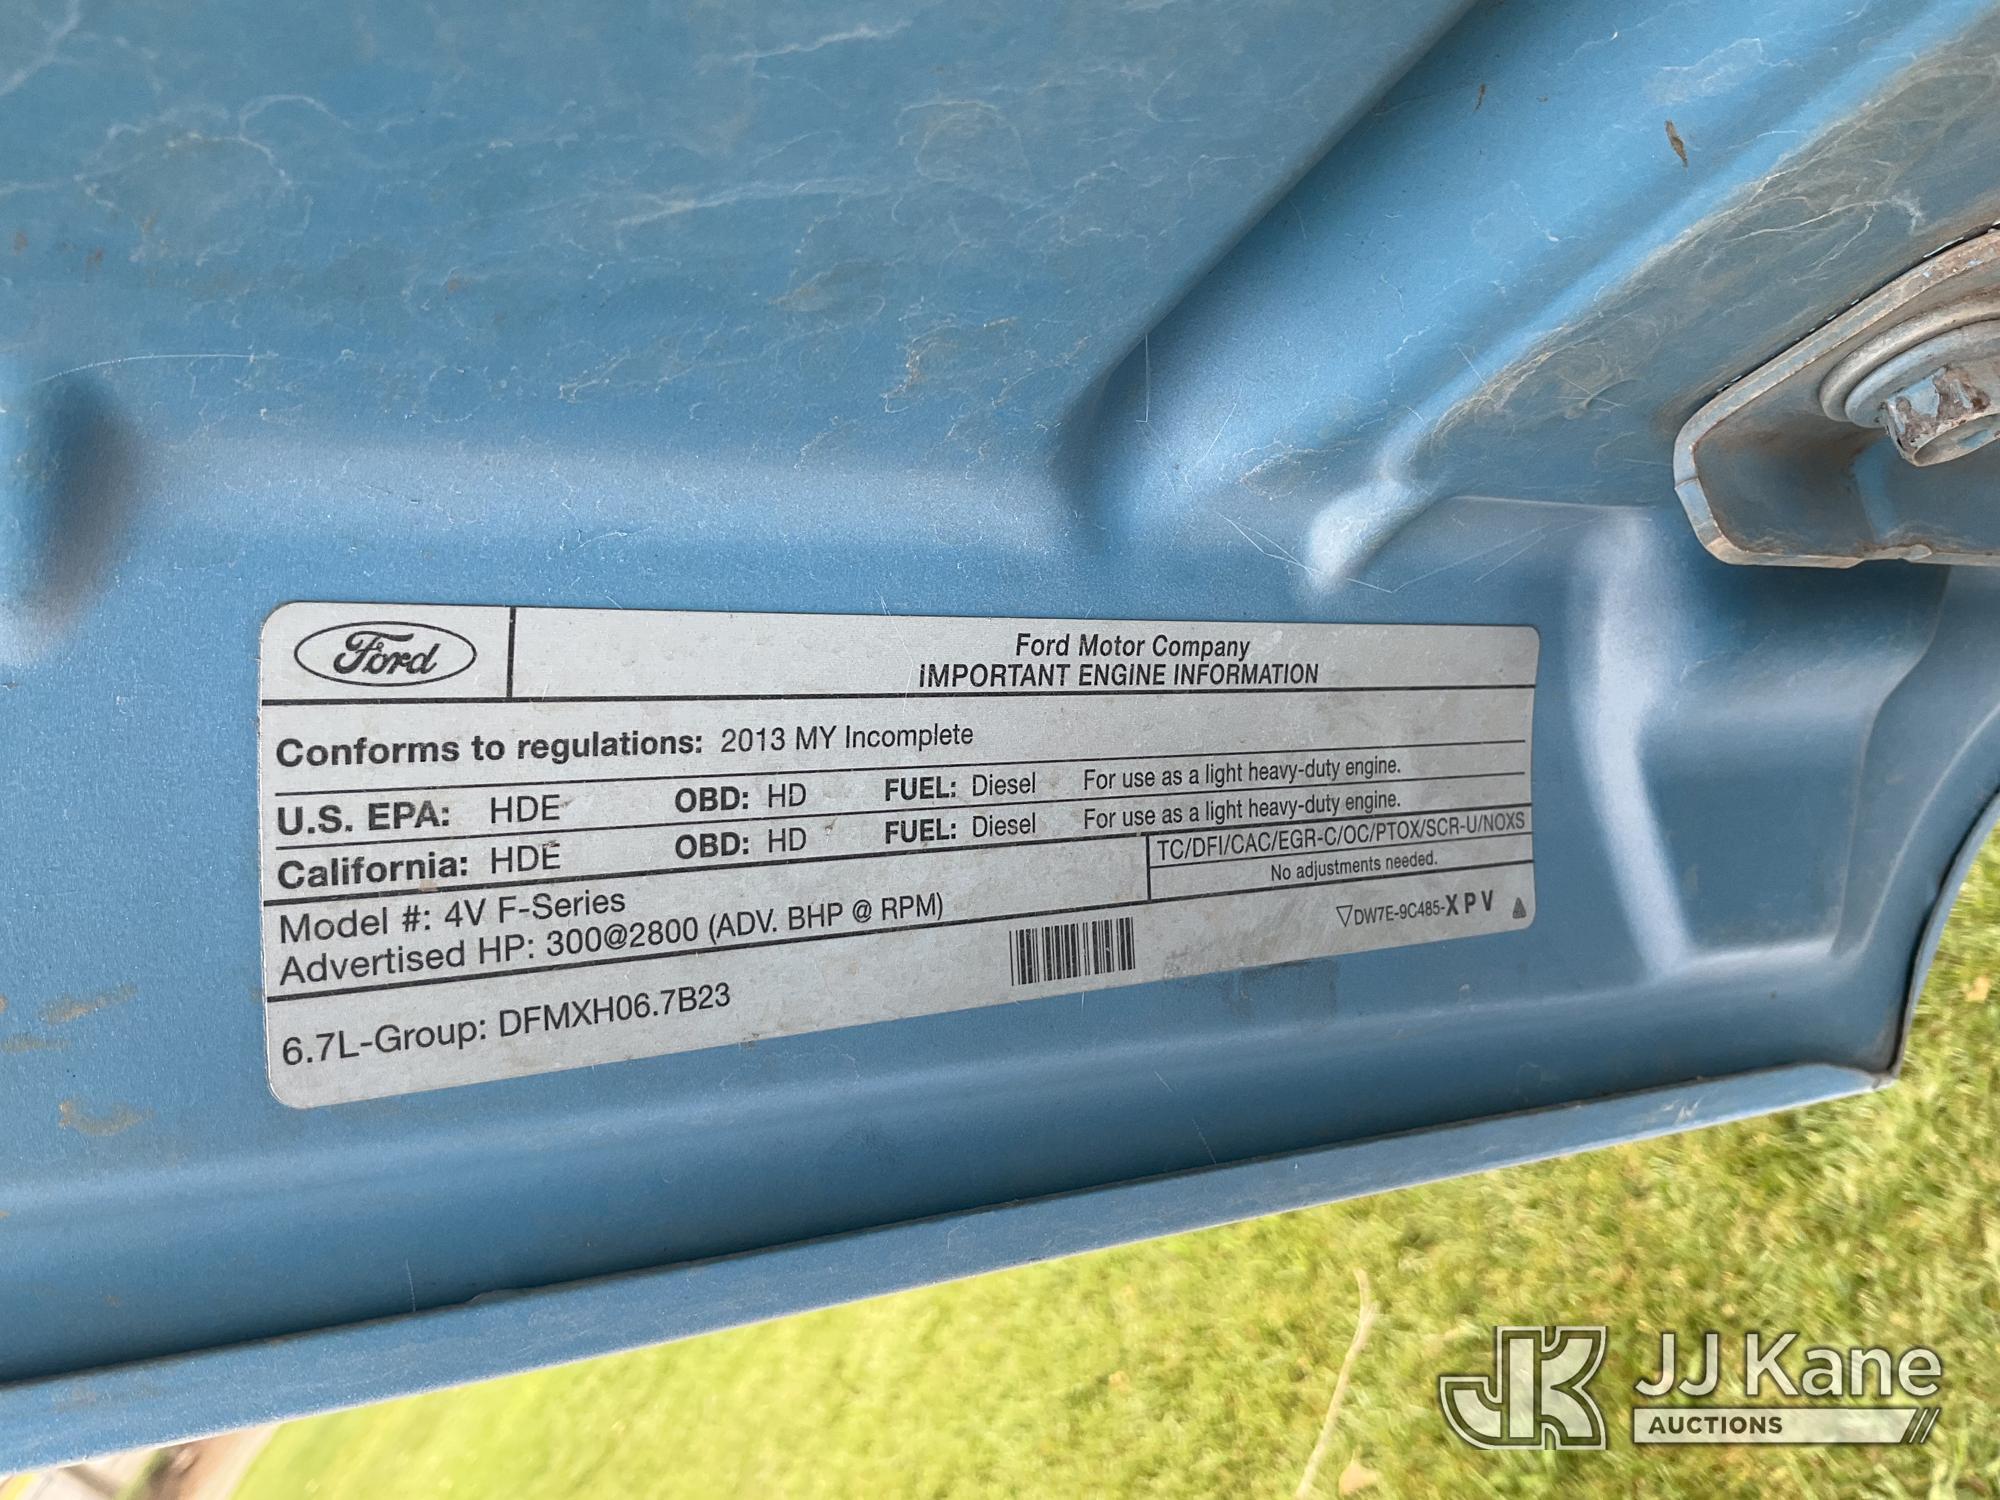 Ford
Ford Motor Company
IMPORTANT ENGINE INFORMATION
Conforms to regulations: 2013 MY Incomplete
U.S. EPA: HDE OBD: HD FUEL: Diesel For use as a light heavy-duty engine.
California: HDE OBD: HD FUEL: Diesel For use as a light heavy-duty engine.
Model #: 4V F-Series
Advertised HP: 300@2800 (ADV. BHP @ RPM)
TC/DFI/CAC/EGR-C/OC/PTOX/SCR-U/NOXS
No adjustments needed.
▽DW7E-9C485-XPV
6.7L-Group: DFMXH06.7B23
JK JJ Kane
AUCTIONS